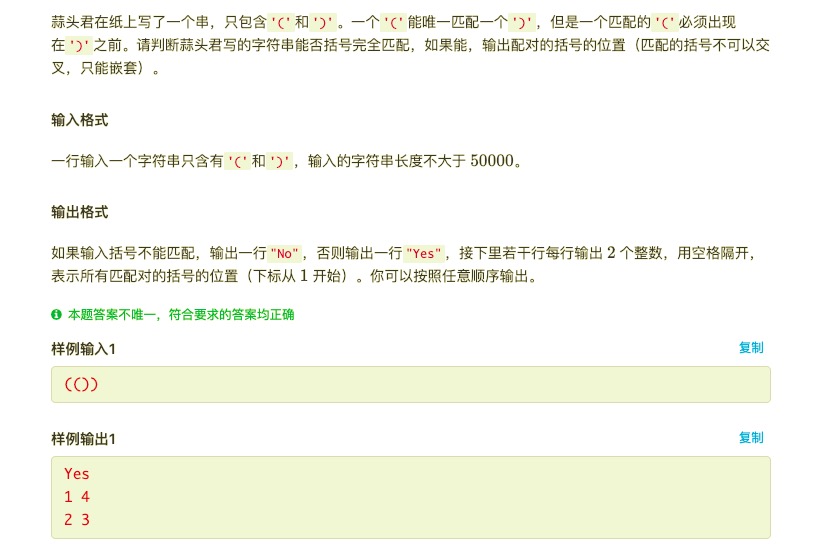 蒜头君在纸上写了一个串，只包含'('和')'。一个'('能唯一匹配一个')'，但是一个匹配的'('必须出现
在')'之前。请判断蒜头君写的字符串能否括号完全匹配，如果能，输出配对的括号的位置（匹配的括号不可以交
叉，只能嵌套）。
输入格式
一行输入一个字符串只含有'('和')'，输入的字符串长度不大于 50000。
输出格式
如果输入括号不能匹配，输出一行"No"，否则输出一行"Yes"，接下里若干行每行输出 2 个整数，用空格隔开，
表示所有匹配对的括号的位置（下标从 1 开始）。你可以按照任意顺序输出。
本题答案不唯一，符合要求的答案均正确
样例输入1 复制
(())
样例输出1 复制
Yes
1 4
2 3